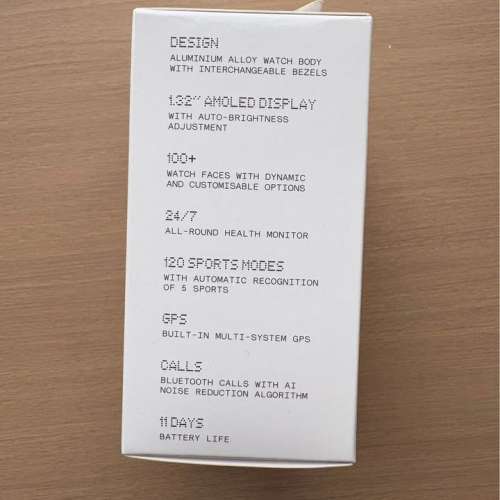 DESIGN
ALUMINIUM ALLOY WATCH BODY
WITH INTERCHANGEABLE BEZELS
1.32'' AMOLED DISPLAY
WITH AUTO-BRIGHTNESS
ADJUSTMENT
100+
WATCH FACES WITH DYNAMIC
AND CUSTOMISABLE OPTIONS
24/7
ALL-ROUND HEALTH MONITOR
120 SPORTS MODES
WITH AUTOMATIC RECOGNITION
OF 5 SPORTS
GPS
BUILT-IN MULTI-SYSTEM GPS
CALLS
BLUETOOTH CALLS WITH AI
NOISE REDUCTION ALGORITHM
11 DAYS
BATTERY LIFE